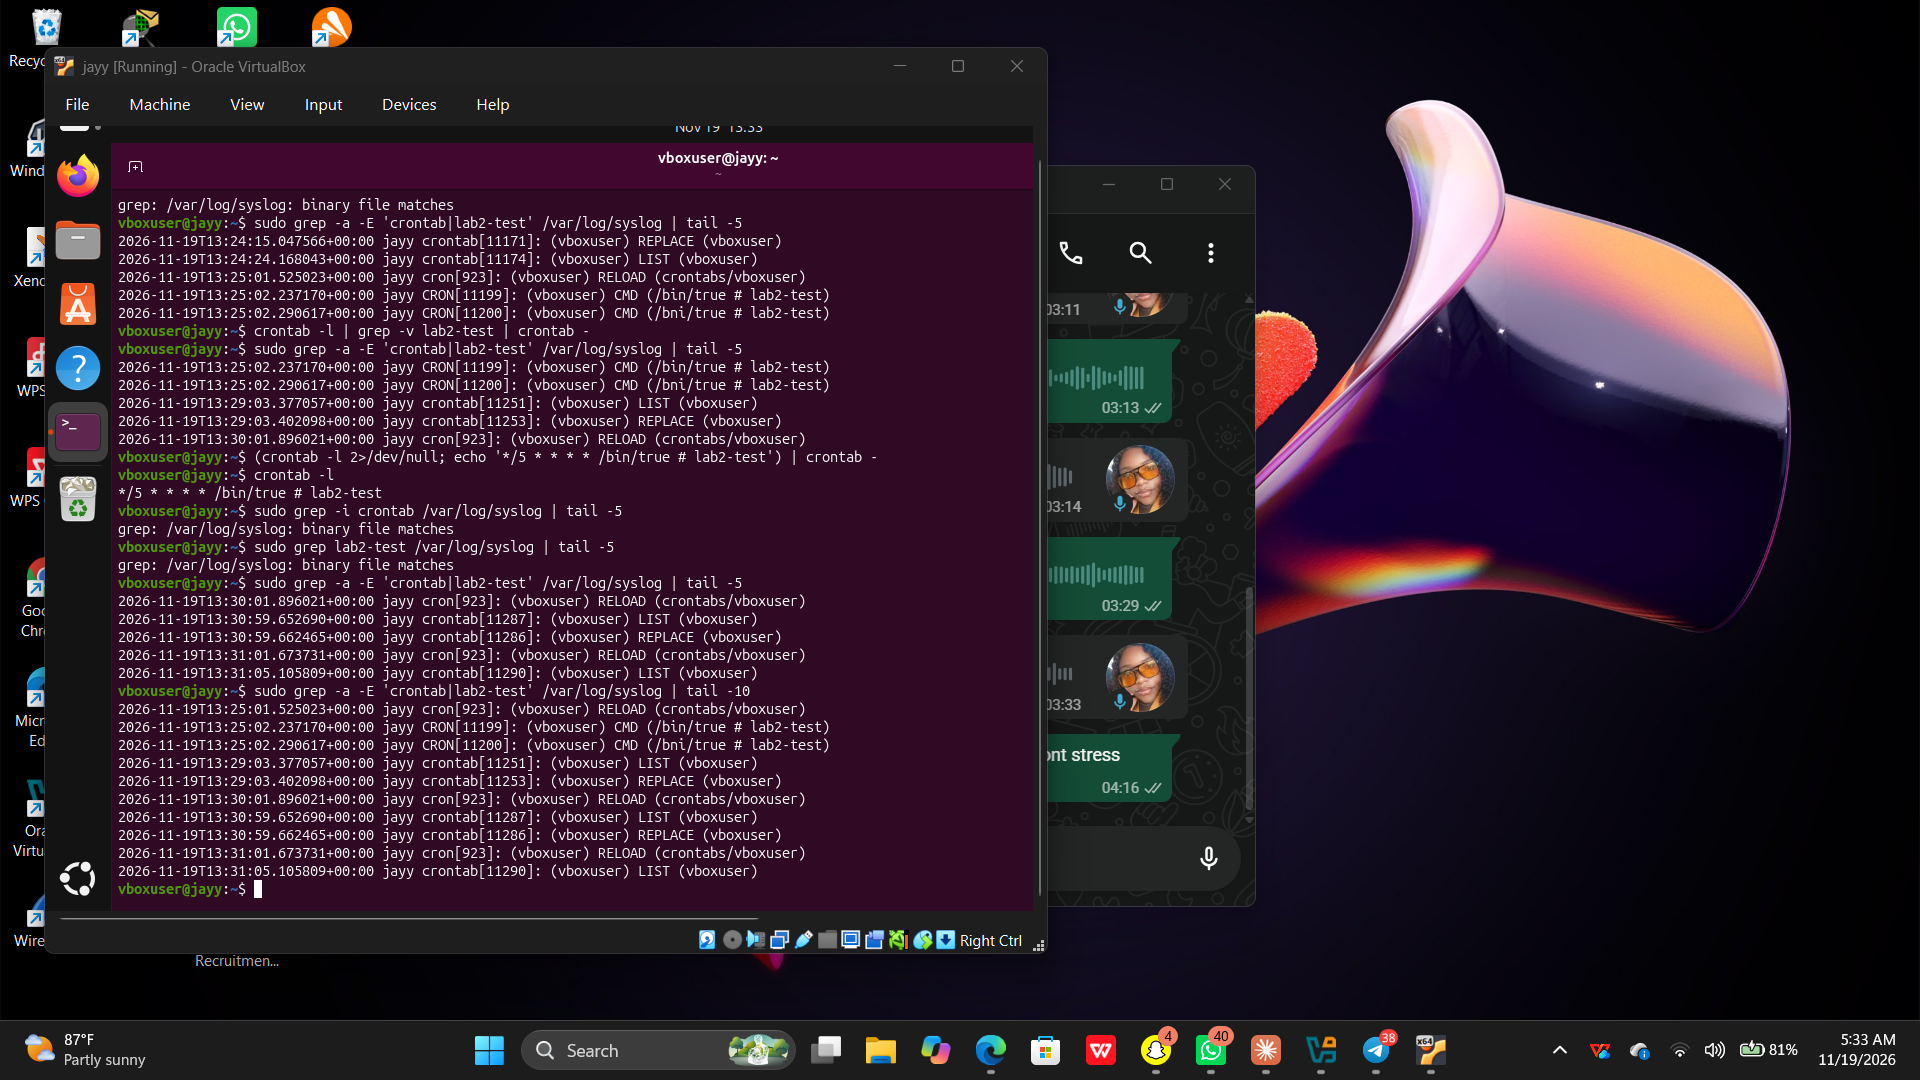 Recyc
jayy [Running] - Oracle VirtualBox
File Machine View Input Devices Help
Nov 19 13:33
vboxuser@jayy: ~
~
grep: /var/log/syslog: binary file matches
vboxuser@jayy:~$ sudo grep -a -E 'crontab|lab2-test' /var/log/syslog | tail -5
2026-11-19T13:24:15.047566+00:00 jayy crontab[11171]: (vboxuser) REPLACE (vboxuser)
2026-11-19T13:24:24.168043+00:00 jayy crontab[11174]: (vboxuser) LIST (vboxuser)
2026-11-19T13:25:01.525023+00:00 jayy cron[923]: (vboxuser) RELOAD (crontabs/vboxuser)
2026-11-19T13:25:02.237170+00:00 jayy CRON[11199]: (vboxuser) CMD (/bin/true # lab2-test)
2026-11-19T13:25:02.290617+00:00 jayy CRON[11200]: (vboxuser) CMD (/bin/true # lab2-test)
vboxuser@jayy:~$ crontab -l | grep -v lab2-test | crontab -
vboxuser@jayy:~$ sudo grep -a -E 'crontab|lab2-test' /var/log/syslog | tail -5
2026-11-19T13:25:02.237170+00:00 jayy CRON[11199]: (vboxuser) CMD (/bin/true # lab2-test)
2026-11-19T13:25:02.290617+00:00 jayy CRON[11200]: (vboxuser) CMD (/bni/true # lab2-test)
2026-11-19T13:29:03.377057+00:00 jayy crontab[11251]: (vboxuser) LIST (vboxuser)
2026-11-19T13:29:03.402098+00:00 jayy crontab[11253]: (vboxuser) REPLACE (vboxuser)
2026-11-19T13:30:01.896021+00:00 jayy cron[923]: (vboxuser) RELOAD (crontabs/vboxuser)
vboxuser@jayy:~$ (crontab -l 2>/dev/null; echo '*/5 * * * * /bin/true # lab2-test') | crontab -
vboxuser@jayy:~$ crontab -l
*/5 * * * * /bin/true # lab2-test
vboxuser@jayy:~$ sudo grep -i crontab /var/log/syslog | tail -5
grep: /var/log/syslog: binary file matches
vboxuser@jayy:~$ sudo grep lab2-test /var/log/syslog | tail -5
grep: /var/log/syslog: binary file matches
vboxuser@jayy:~$ sudo grep -a -E 'crontab|lab2-test' /var/log/syslog | tail -5
2026-11-19T13:30:01.896021+00:00 jayy cron[923]: (vboxuser) RELOAD (crontabs/vboxuser)
2026-11-19T13:30:59.652690+00:00 jayy crontab[11287]: (vboxuser) LIST (vboxuser)
2026-11-19T13:30:59.662465+00:00 jayy crontab[11286]: (vboxuser) REPLACE (vboxuser)
2026-11-19T13:31:01.673731+00:00 jayy cron[923]: (vboxuser) RELOAD (crontabs/vboxuser)
2026-11-19T13:31:05.105809+00:00 jayy crontab[11290]: (vboxuser) LIST (vboxuser)
vboxuser@jayy:~$ sudo grep -a -E 'crontab|lab2-test' /var/log/syslog | tail -10
2026-11-19T13:25:01.525023+00:00 jayy cron[923]: (vboxuser) RELOAD (crontabs/vboxuser)
2026-11-19T13:25:02.237170+00:00 jayy CRON[11199]: (vboxuser) CMD (/bin/true # lab2-test)
2026-11-19T13:25:02.290617+00:00 jayy CRON[11200]: (vboxuser) CMD (/bni/true # lab2-test)
2026-11-19T13:29:03.377057+00:00 jayy crontab[11251]: (vboxuser) LIST (vboxuser)
2026-11-19T13:29:03.402098+00:00 jayy crontab[11253]: (vboxuser) REPLACE (vboxuser)
2026-11-19T13:30:01.896021+00:00 jayy cron[923]: (vboxuser) RELOAD (crontabs/vboxuser)
2026-11-19T13:30:59.652690+00:00 jayy crontab[11287]: (vboxuser) LIST (vboxuser)
2026-11-19T13:30:59.662465+00:00 jayy crontab[11286]: (vboxuser) REPLACE (vboxuser)
2026-11-19T13:31:01.673731+00:00 jayy cron[923]: (vboxuser) RELOAD (crontabs/vboxuser)
2026-11-19T13:31:05.105809+00:00 jayy crontab[11290]: (vboxuser) LIST (vboxuser)
vboxuser@jayy:~$
Right Ctrl
Wind
Xend
WPS
WPS
Goo
Chro
Micr
Ed
Ora
Virtu
Wire
Recruitmen...
03:11
03:13
03:14
03:29
03:33
ont stress
04:16
87°F
Partly sunny
Search
4
40
38
x64
81%
5:33 AM
11/19/2026